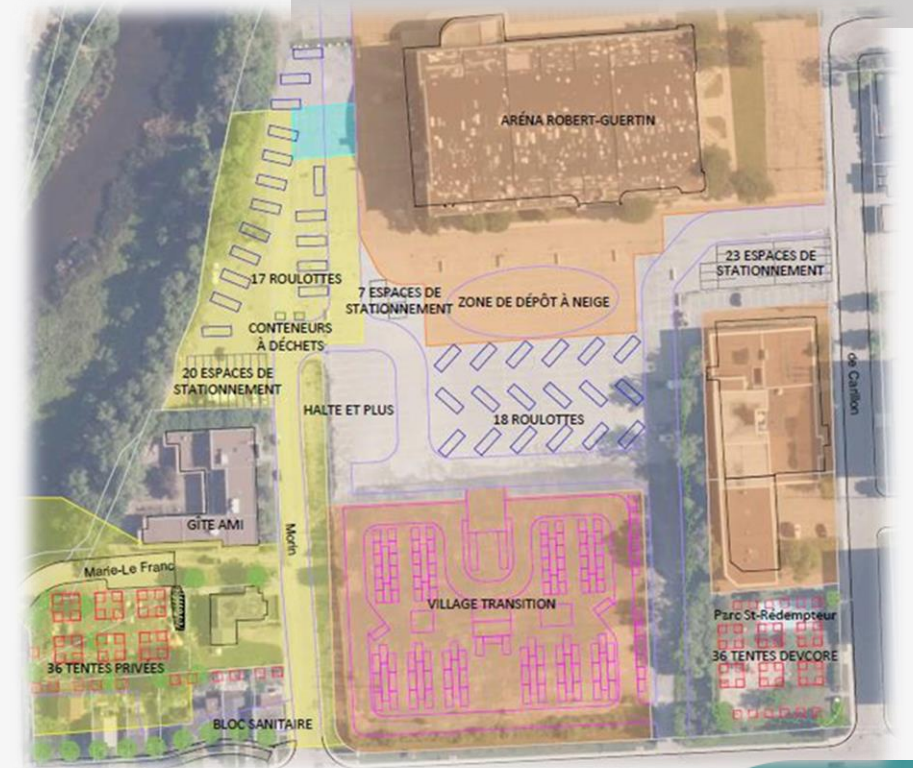 ARÉNA ROBERT-GUERTIN
23 ESPACES DE
STATIONNEMENT
17 ROULOTTES
7 ESPACES DE
STATIONNEMENT
ZONE DE DÉPÔT À NEIGE
CONTENEURS
À DÉCHETS
20 ESPACES DE
STATIONNEMENT
HALTE ET PLUS
18 ROULOTTES
de Carillon
GÎTE AMI
Morin
Marie-Le Franc
VILLAGE TRANSITION
Parc St-Rédempteur
36 TENTES PRIVÉES
36 TENTES DEVCORE
BLOC SANITAIRE